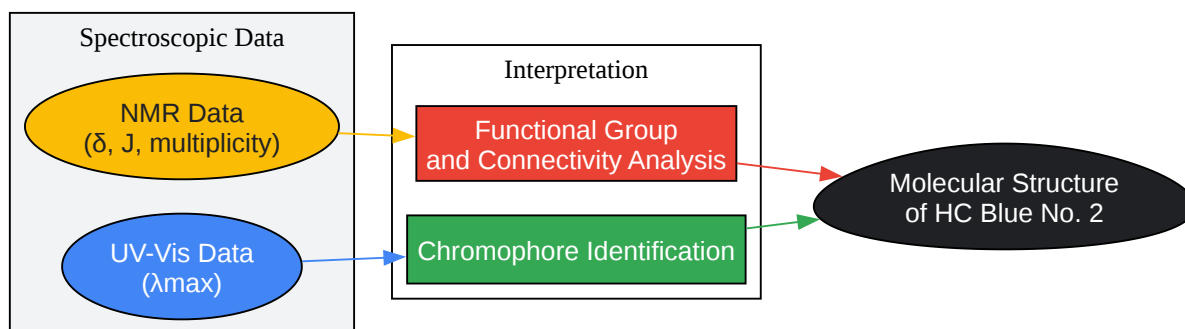 Spectroscopic Data
NMR Data
(δ, J, multiplicity)
UV-Vis Data
(λmax)
Interpretation
Functional Group
and Connectivity Analysis
Chromophore Identification
Molecular Structure
of HC Blue No. 2